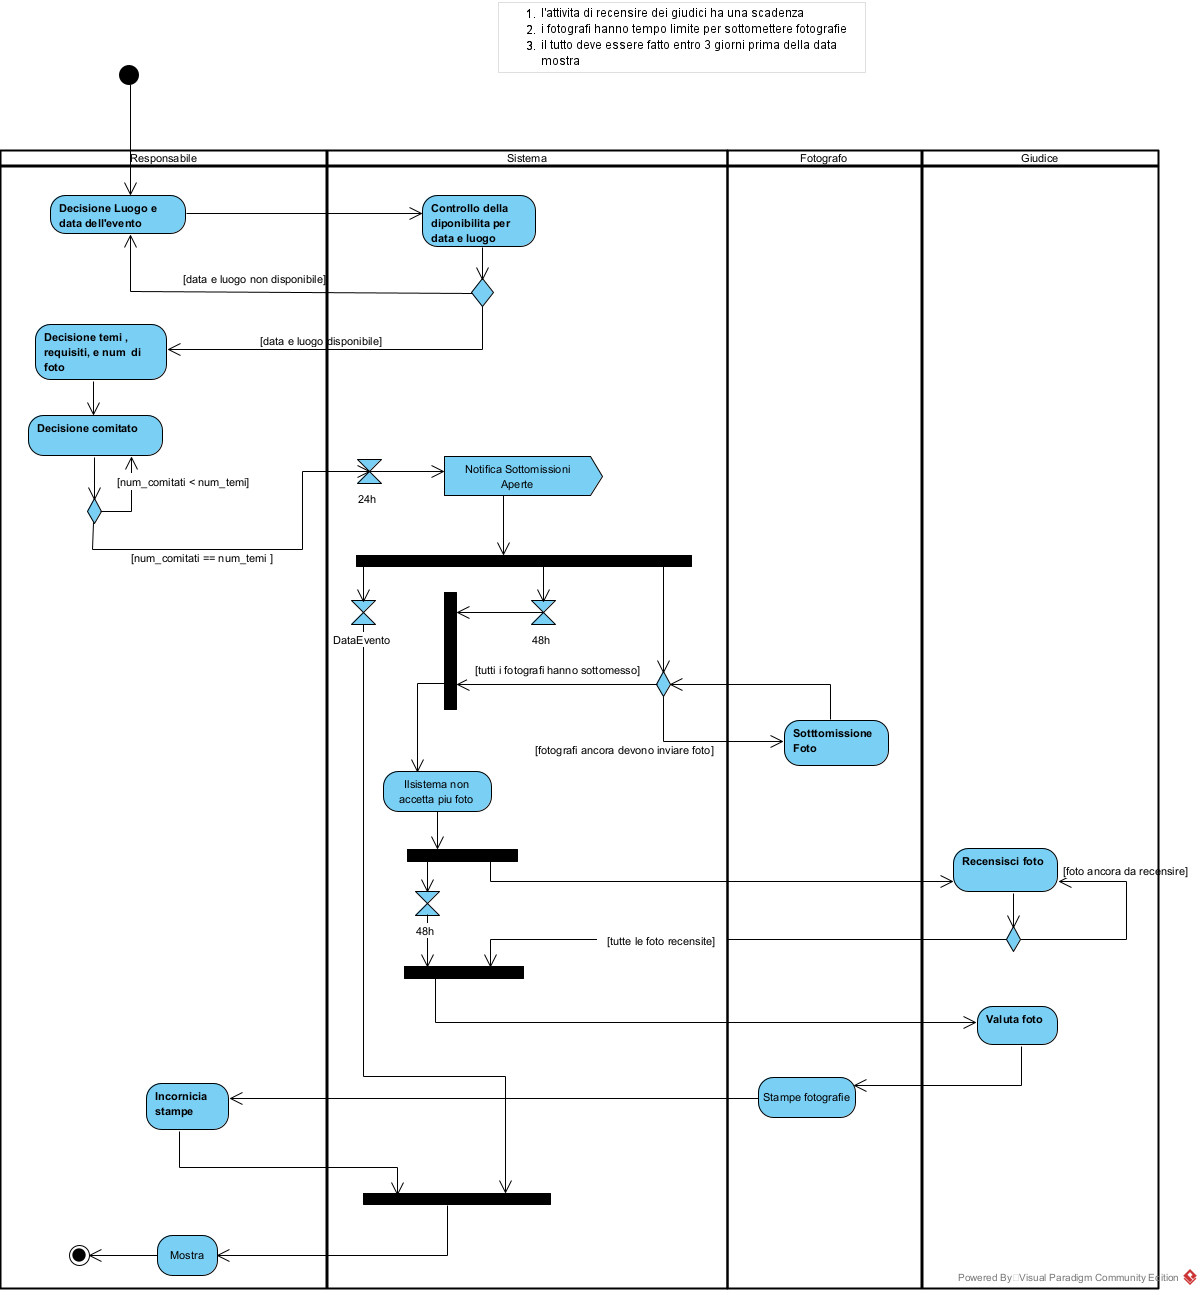 1. l'attivita di recensire dei giudici ha una scadenza
2. i fotografi hanno tempo limite per sottomettere fotografie
3. il tutto deve essere fatto entro 3 giorni prima della data
mostra
Responsabile
Sistema
Fotografo
Giudice
Decisione Luogo e
data dell'evento
Controllo della
diponibilita per
data e luogo
[data e luogo non disponibile]
Decisione temi ,
requisiti, e num di
foto
[data e luogo disponibile]
Decisione comitato
[num_comitati < num_temi]
[num_comitati == num_temi ]
24h
Notifica Sottomissioni
Aperte
DataEvento
48h
[tutti i fotografi hanno sottomesso]
Sotttomissione
Foto
[fotografi ancora devono inviare foto]
Ilsistema non
accetta piu foto
Recensisci foto
[foto ancora da recensire]
48h
[tutte le foto recensite]
Valuta foto
Incornicia
stampe
Stampe fotografie
Mostra
Powered By Visual Paradigm Community Edition